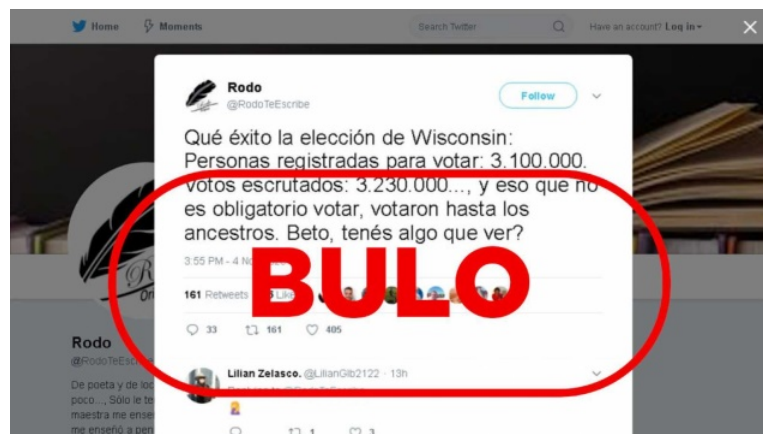 Home Moments Search Twitter Have an account? Log in
Rodo
@RodoTeEscribe
Follow
Qué éxito la elección de Wisconsin:
Personas registradas para votar: 3.100.000.
Votos escrutados: 3.230.000..., y eso que no
es obligatorio votar, votaron hasta los
ancestros. Beto, tenés algo que ver?
3:55 PM - 4
BULO
161 Retweets
33 161 405
Rodo
@RodoTeEscribe
Lilian Zelasco. @LilianGlb2122 · 13h
De poeta y de loc
poco..., Sólo le te
maestra me ense
me enseñó a pen
1 3